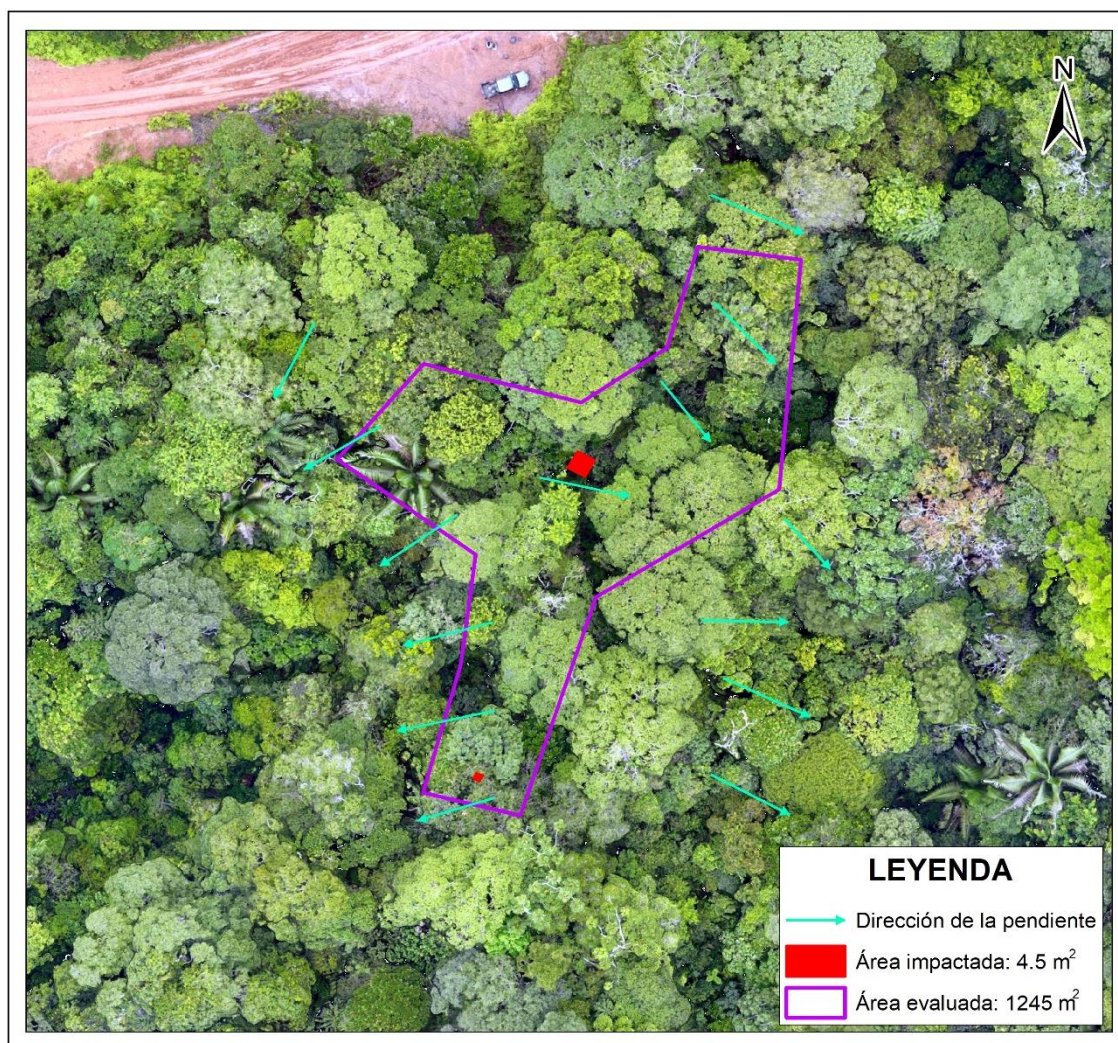 N
LEYENDA
Dirección de la pendiente
Área impactada: 4.5 m²
Área evaluada: 1245 m²